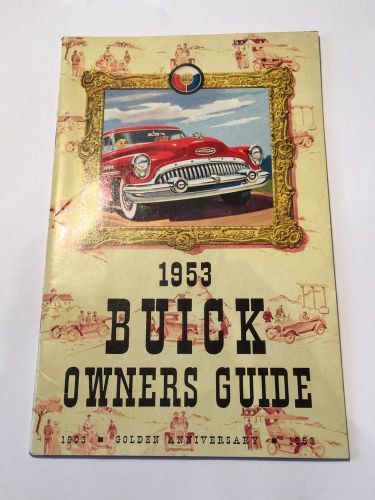 1953
BUICK
OWNERS GUIDE
1903 ▪ GOLDEN ANNIVERSARY ▪ 1953